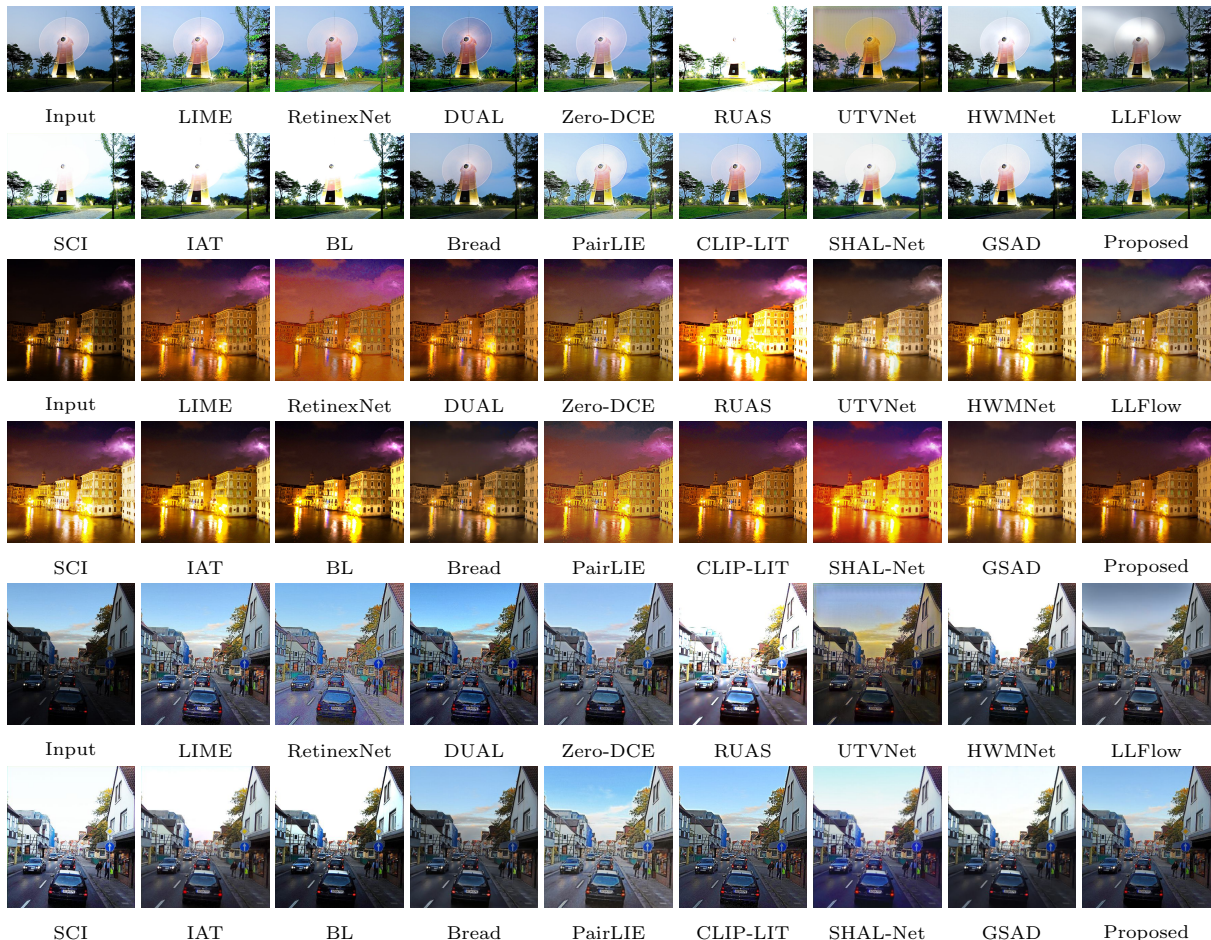 Input LIME RetinexNet DUAL Zero-DCE RUAS UTVNet HWMNet LLFlow
SCI IAT BL Bread PairLIE CLIP-LIT SHAL-Net GSAD Proposed
Input LIME RetinexNet DUAL Zero-DCE RUAS UTVNet HWMNet LLFlow
SCI IAT BL Bread PairLIE CLIP-LIT SHAL-Net GSAD Proposed
Input LIME RetinexNet DUAL Zero-DCE RUAS UTVNet HWMNet LLFlow
SCI IAT BL Bread PairLIE CLIP-LIT SHAL-Net GSAD Proposed